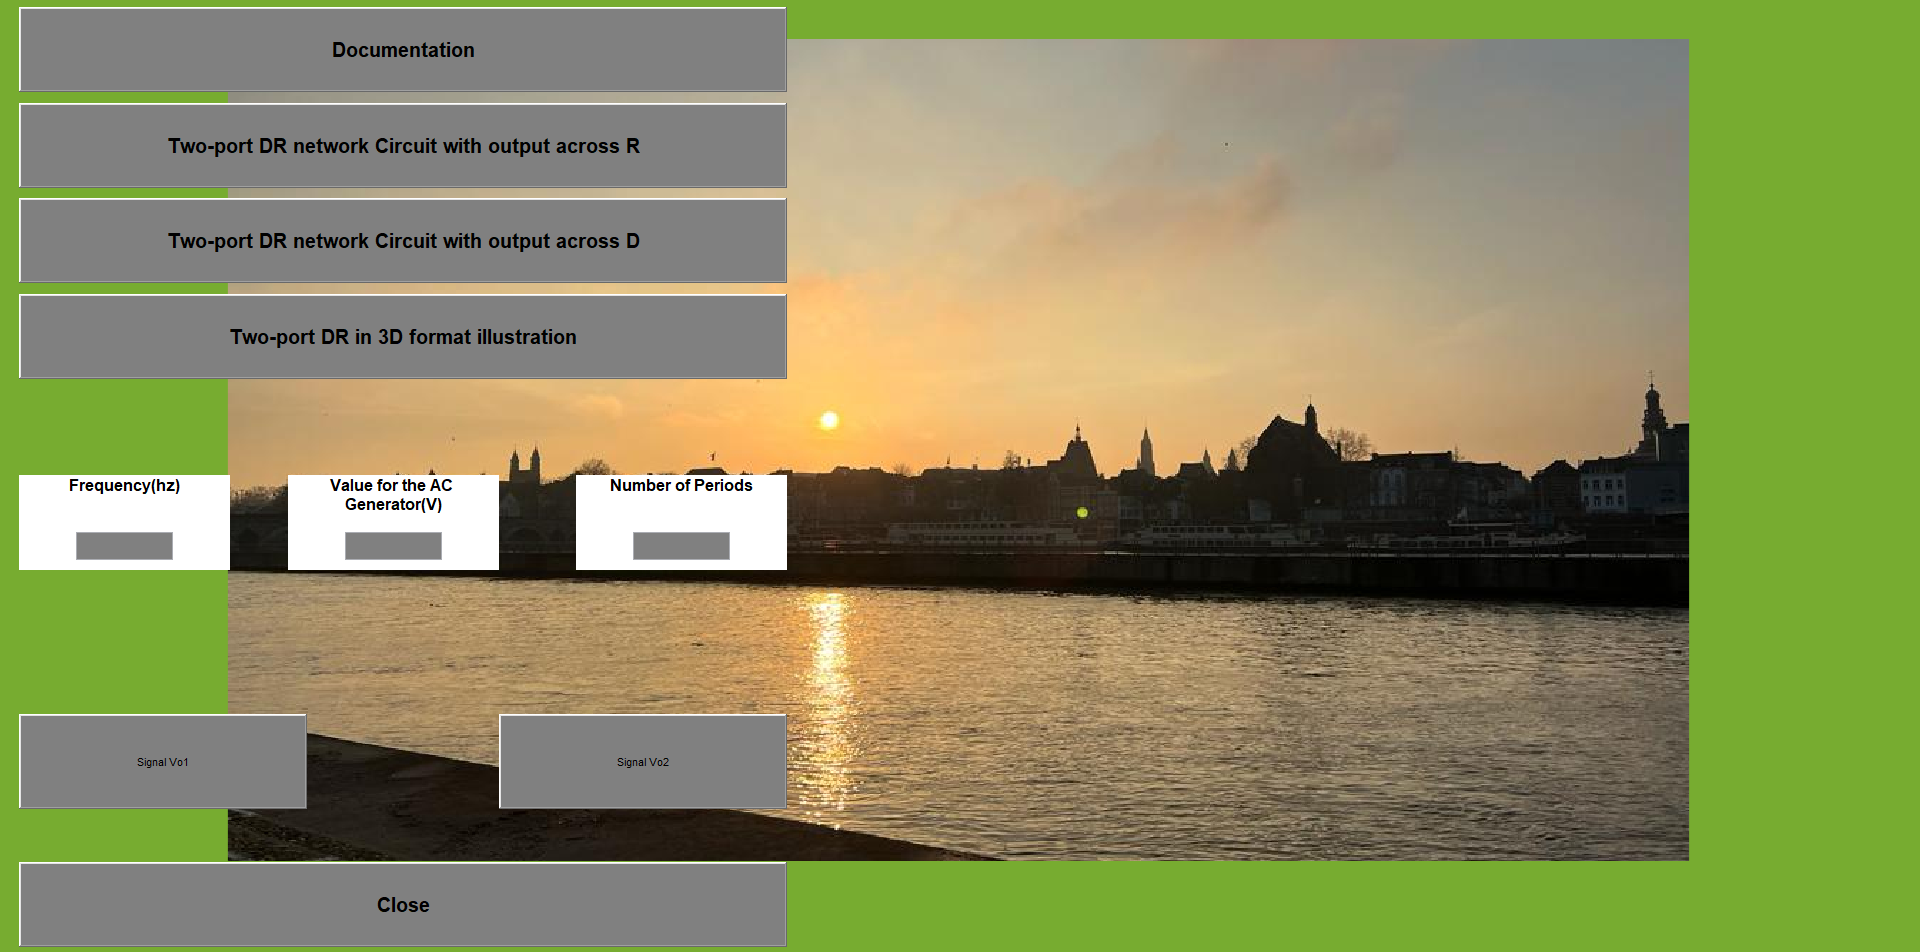 Documentation
Two-port DR network Circuit with output across R
Two-port DR network Circuit with output across D
Two-port DR in 3D format illustration
Frequency(hz)
Value for the AC
Generator(V)
Number of Periods
Signal Vo1
Signal Vo2
Close